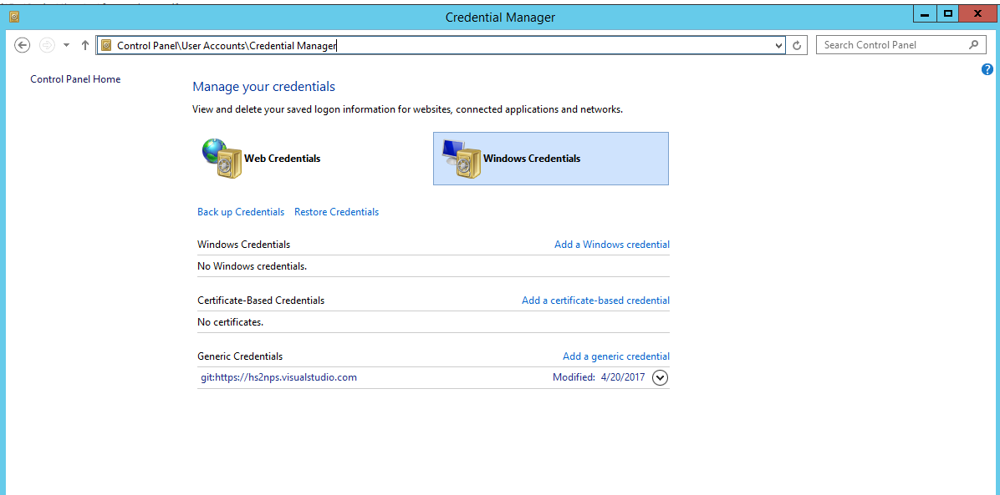 Credential Manager
Control Panel\User Accounts\Credential Manager
Search Control Panel
Control Panel Home
Manage your credentials
View and delete your saved logon information for websites, connected applications and networks.
Web Credentials
Windows Credentials
Back up Credentials Restore Credentials
Windows Credentials Add a Windows credential
No Windows credentials.
Certificate-Based Credentials Add a certificate-based credential
No certificates.
Generic Credentials Add a generic credential
git:https://hs2nps.visualstudio.com Modified: 4/20/2017